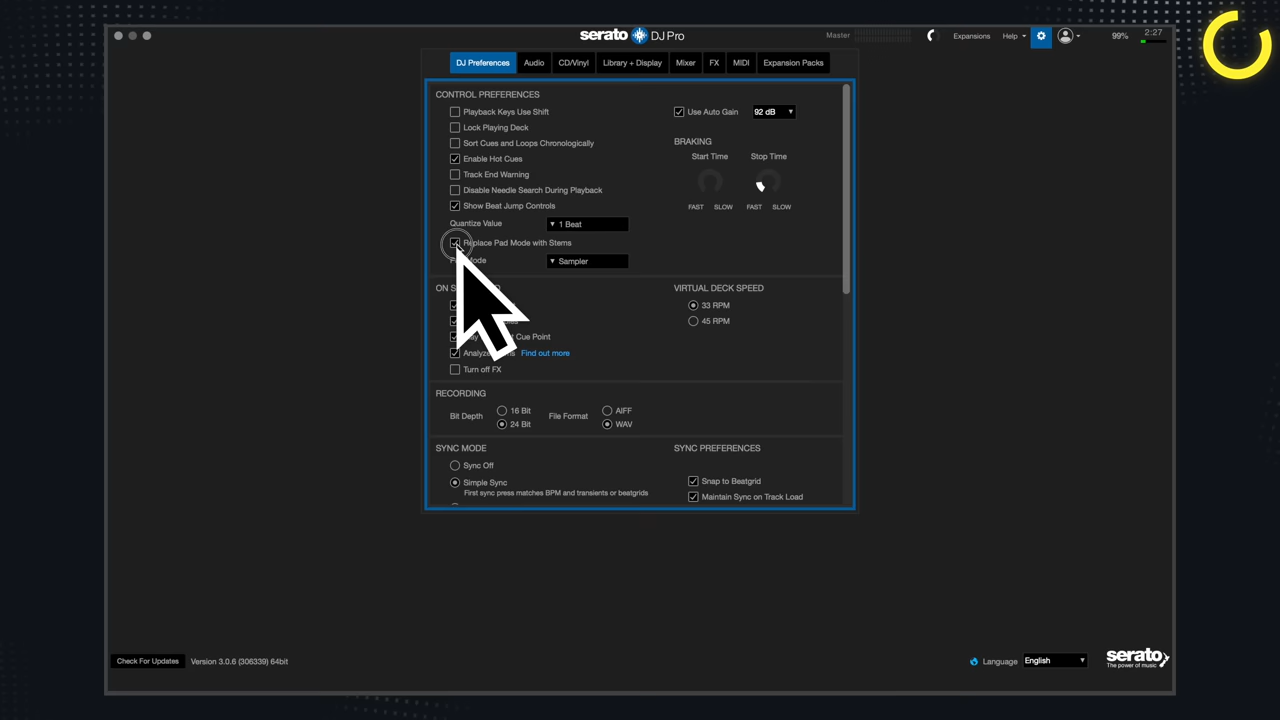 serato DJ Pro
Master
Expansions
Help
99%
2:27
DJ Preferences
Audio
CD/Vinyl
Library + Display
Mixer
FX
MIDI
Expansion Packs
CONTROL PREFERENCES
Playback Keys Use Shift
Lock Playing Deck
Sort Cues and Loops Chronologically
Enable Hot Cues
Track End Warning
Disable Needle Search During Playback
Show Beat Jump Controls
Quantize Value
1 Beat
Replace Pad Mode with Stems
Mode
Sampler
Use Auto Gain
92 dB
BRAKING
Start Time
Stop Time
FAST
SLOW
FAST
SLOW
ON
Cue Point
Analyze
Find out more
Turn off FX
VIRTUAL DECK SPEED
33 RPM
45 RPM
RECORDING
Bit Depth
16 Bit
24 Bit
File Format
AIFF
WAV
SYNC MODE
Sync Off
Simple Sync
First sync press matches BPM and transients or beatgrids
SYNC PREFERENCES
Snap to Beatgrid
Maintain Sync on Track Load
Check For Updates
Version 3.0.6 (306339) 64bit
Language
English
serato
The power of music